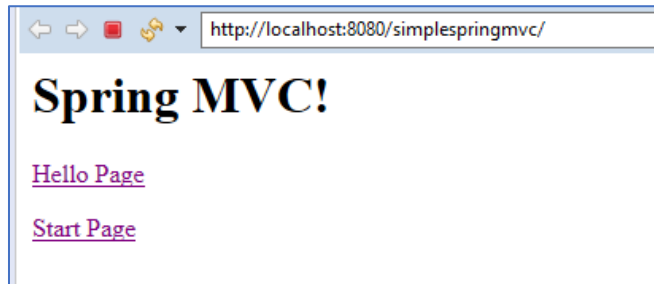 http://localhost:8080/simplespringmvc/
Spring MVC!
Hello Page
Start Page